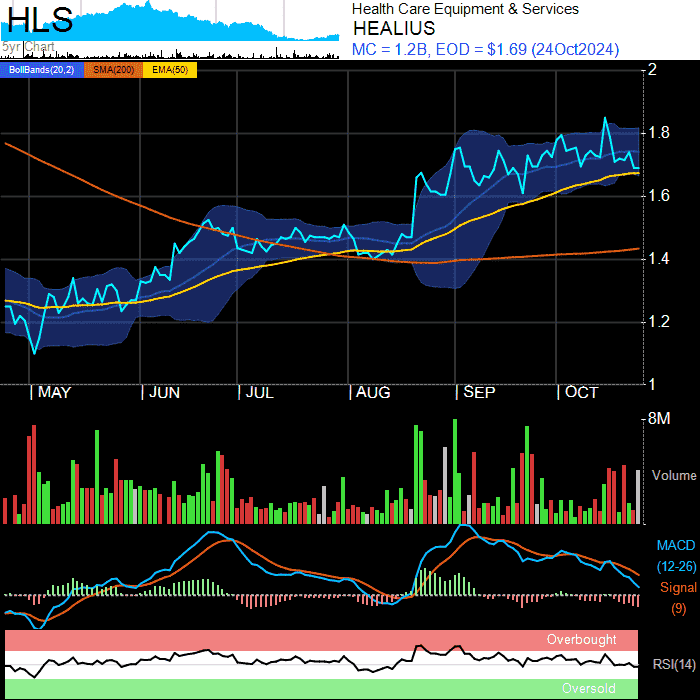 HLS
5yr Chart
Health Care Equipment & Services
HEALIUS
MC = 1.2B, EOD = $1.69 (24Oct2024)
BollBands(20,2) SMA(200) EMA(50)
2
1.8
1.6
1.4
1.2
1
MAY JUN JUL AUG SEP OCT
8M
Volume
MACD
(12-26)
Signal
(9)
Overbought
RSI(14)
Oversold